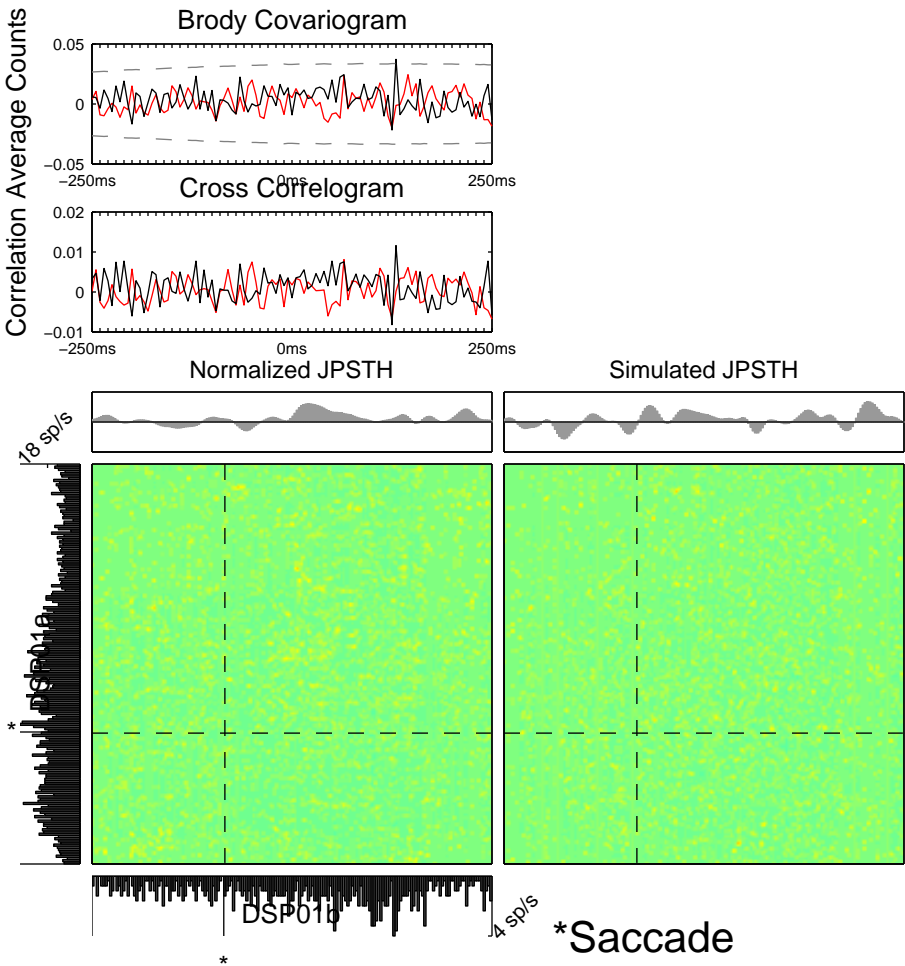 Brody Covariogram
Correlation Average Counts
0.05
0
−0.05
−250ms
0ms
250ms
Cross Correlogram
0.02
0.01
0
−0.01
−250ms
0ms
250ms
Normalized JPSTH
Simulated JPSTH
18 sp/s
DSP01a
*
DSP01b
4 sp/s
*
*Saccade